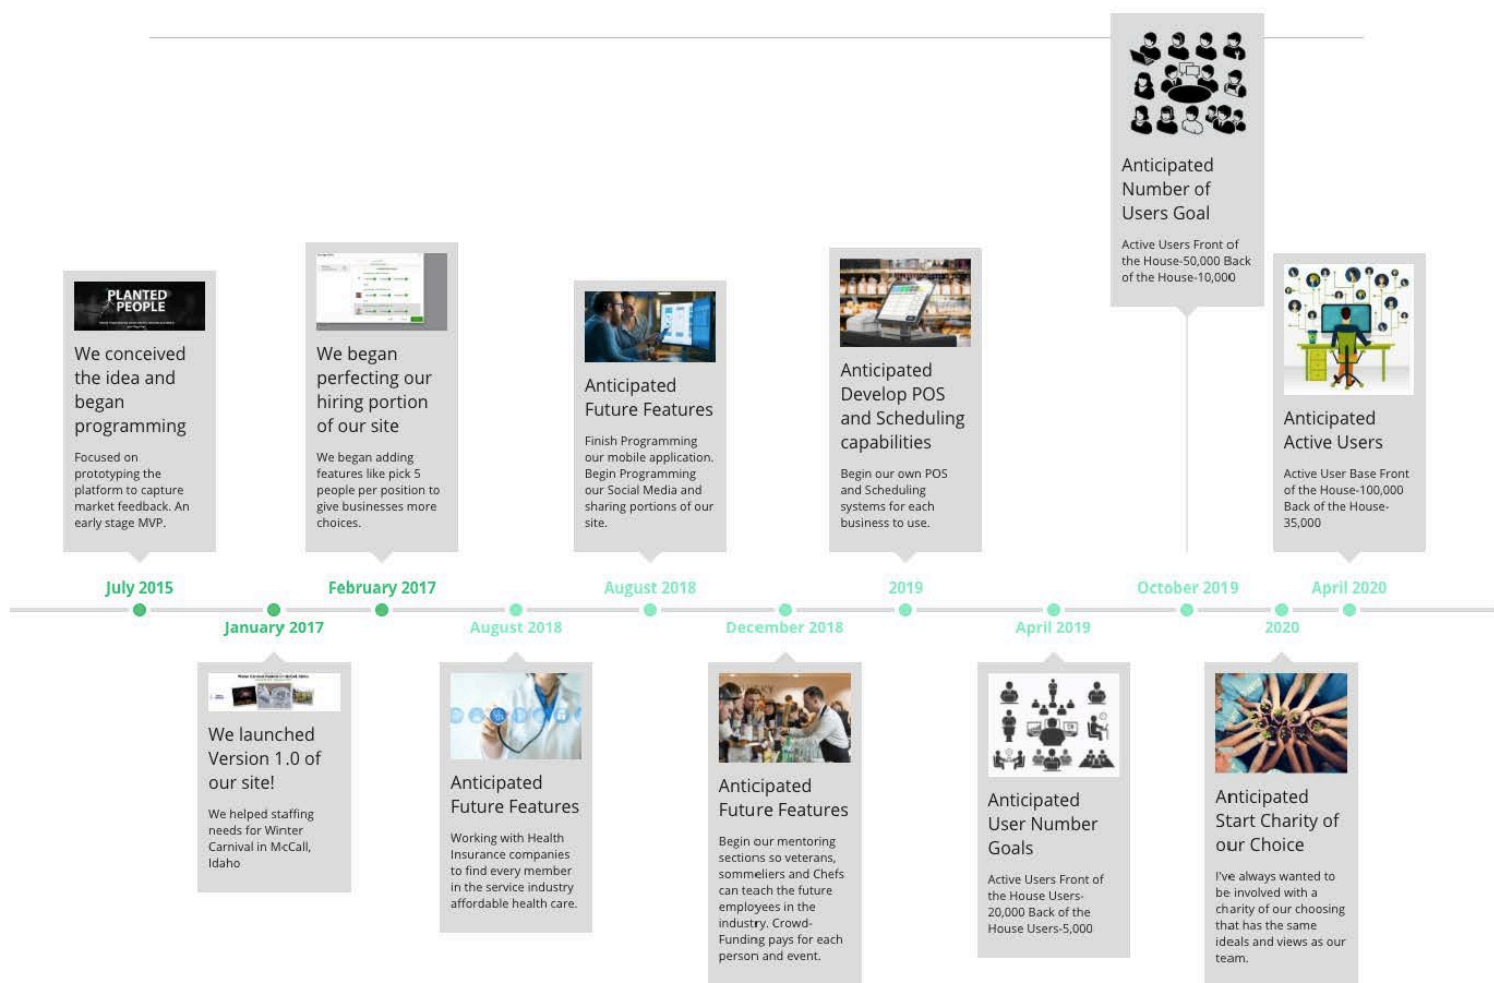 PLANTED
PEOPLE
We conceived
the idea and
began
programming
Focused on
prototyping the
platform to capture
market feedback. An
early stage MVP.
July 2015
We launched
Version 1.0 of
our site!
We helped staffing
needs for Winter
Carnival in McCall,
Idaho
January 2017
We began
perfecting our
hiring portion
of our site
We began adding
features like pick 5
people per position to
give businesses more
choices.
February 2017
August 2018
Anticipated
Future Features
Working with Health
Insurance companies
to find every member
in the service industry
affordable health care.
Anticipated
Future Features
Finish Programming
our mobile application.
Begin Programming
our Social Media and
sharing portions of our
site.
August 2018
December 2018
Anticipated
Future Features
Begin our mentoring
sections so veterans,
sommeliers and Chefs
can teach the future
employees in the
industry. Crowd-
Funding pays for each
person and event.
Anticipated
Develop POS
and Scheduling
capabilities
Begin our own POS
and Scheduling
systems for each
business to use.
2019
April 2019
Anticipated
User Number
Goals
Active Users Front of
the House Users-
20,000 Back of the
House Users-5,000
Anticipated
Number of
Users Goal
Active Users Front of
the House-50,000 Back
of the House-10,000
October 2019
2020
Anticipated
Start Charity of
our Choice
I've always wanted to
be involved with a
charity of our choosing
that has the same
ideals and views as our
team.
Anticipated
Active Users
Active User Base Front
of the House-100,000
Back of the House-
35,000
April 2020